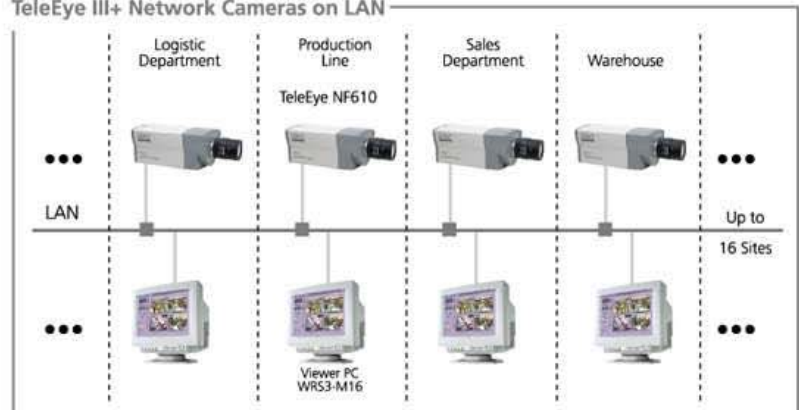 TeleEye III+ Network Cameras on LAN
Logistic
Department
Production
Line
Sales
Department
Warehouse
TeleEye NF610
LAN
Up to
16 Sites
Viewer PC
WRS3-M16